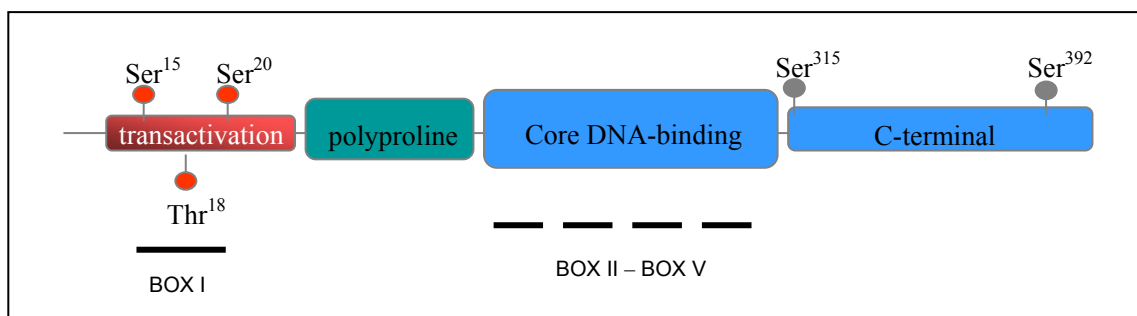 Ser¹⁵ Ser²⁰ Ser³¹⁵ Ser³⁹²
transactivation polyproline Core DNA-binding C-terminal
Thr¹⁸
BOX I BOX II – BOX V